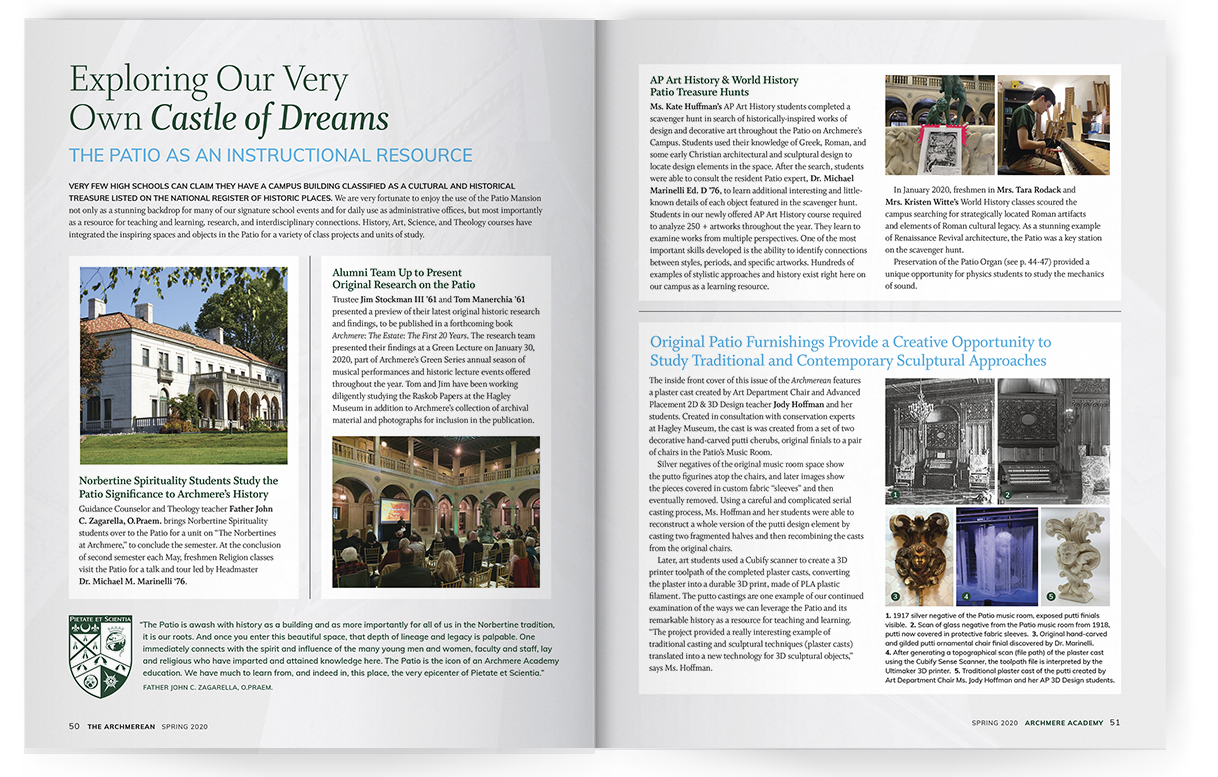 Exploring Our Very
Own Castle of Dreams
THE PATIO AS AN INSTRUCTIONAL RESOURCE
VERY FEW HIGH SCHOOLS CAN CLAIM THEY HAVE A CAMPUS BUILDING CLASSIFIED AS A CULTURAL AND HISTORICAL
TREASURE LISTED ON THE NATIONAL REGISTER OF HISTORIC PLACES. We are very fortunate to enjoy the use of the Patio Mansion
not only as a stunning backdrop for many of our signature school events and for daily use as administrative offices, but most importantly
as a resource for teaching and learning, research, and interdisciplinary connections. History, Art, Science, and Theology courses have
integrated the inspiring spaces and objects in the Patio for a variety of class projects and units of study.
Norbertine Spirituality Students Study the
Patio Significance to Archmere's History
Guidance Counselor and Theology teacher Father John
C. Zagarella, O.Praem. brings Norbertine Spirituality
students over to the Patio for a unit on "The Norbertines
at Archmere," to conclude the semester. At the conclusion
of second semester each May, freshmen Religion classes
visit the Patio for a talk and tour led by Headmaster
Dr. Michael M. Marinelli '76.
Alumni Team Up to Present
Original Research on the Patio
Trustee Jim Stockman III '61 and Tom Manerchia '61
presented a preview of their latest original historic research
and findings, to be published in a forthcoming book
Archmere: The Estate: The First 20 Years. The research team
presented their findings at a Green Lecture on January 30,
2020, part of Archmere's Green Series annual season of
musical performances and historic lecture events offered
throughout the year. Tom and Jim have been working
diligently studying the Raskob Papers at the Hagley
Museum in addition to Archmere's collection of archival
material and photographs for inclusion in the publication.
PIETATE ET SCIENTIA
"The Patio is awash with history as a building and as more importantly for all of us in the Norbertine tradition,
it is our roots. And once you enter this beautiful space, that depth of lineage and legacy is palpable. One
immediately connects with the spirit and influence of the many young men and women, faculty and staff, lay
and religious who have imparted and attained knowledge here. The Patio is the icon of an Archmere Academy
education. We have much to learn from, and indeed in, this place, the very epicenter of Pietate et Scientia."
FATHER JOHN C. ZAGARELLA, O.PRAEM.
50 THE ARCHMEREAN SPRING 2020
AP Art History & World History
Patio Treasure Hunts
Ms. Kate Huffman's AP Art History students completed a
scavenger hunt in search of historically-inspired works of
design and decorative art throughout the Patio on Archmere's
Campus. Students used their knowledge of Greek, Roman, and
some early Christian architectural and sculptural design to
locate design elements in the space. After the search, students
were able to consult the resident Patio expert, Dr. Michael
Marinelli Ed. D '76, to learn additional interesting and little-
known details of each object featured in the scavenger hunt.
Students in our newly offered AP Art History course required
to analyze 250 + artworks throughout the year. They learn to
examine works from multiple perspectives. One of the most
important skills developed is the ability to identify connections
between styles, periods, and specific artworks. Hundreds of
examples of stylistic approaches and history exist right here on
our campus as a learning resource.
In January 2020, freshmen in Mrs. Tara Rodack and
Mrs. Kristen Witte's World History classes scoured the
campus searching for strategically located Roman artifacts
and elements of Roman cultural legacy. As a stunning example
of Renaissance Revival architecture, the Patio was a key station
on the scavenger hunt.
Preservation of the Patio Organ (see p. 44-47) provided a
unique opportunity for physics students to study the mechanics
of sound.
Original Patio Furnishings Provide a Creative Opportunity to
Study Traditional and Contemporary Sculptural Approaches
The inside front cover of this issue of the Archmerean features
a plaster cast created by Art Department Chair and Advanced
Placement 2D & 3D Design teacher Jody Hoffman and her
students. Created in consultation with conservation experts
at Hagley Museum, the cast is was created from a set of two
decorative hand-carved putti cherubs, original finials to a pair
of chairs in the Patio's Music Room.
Silver negatives of the original music room space show
the putto figurines atop the chairs, and later images show
the pieces covered in custom fabric "sleeves" and then
eventually removed. Using a careful and complicated serial
casting process, Ms. Hoffman and her students were able to
reconstruct a whole version of the putti design element by
casting two fragmented halves and then recombining the casts
from the original chairs.
Later, art students used a Cubify scanner to create a 3D
printer toolpath of the completed plaster casts, converting
the plaster into a durable 3D print, made of PLA plastic
filament. The putto castings are one example of our continued
examination of the ways we can leverage the Patio and its
remarkable history as a resource for teaching and learning.
"The project provided a really interesting example of
traditional casting and sculptural techniques (plaster casts)
translated into a new technology for 3D sculptural objects,"
says Ms. Hoffman.
1
2
3
4
5
1. 1917 silver negative of the Patio music room, exposed putti finials
visible. 2. Scan of glass negative from the Patio music room from 1918,
putti now covered in protective fabric sleeves. 3. Original hand-carved
and gilded putti ornamental chair finial discovered by Dr. Marinelli.
4. After generating a topographical scan (file path) of the plaster cast
using the Cubify Sense Scanner, the toolpath file is interpreted by the
Ultimaker 3D printer. 5. Traditional plaster cast of the putti created by
Art Department Chair Ms. Jody Hoffman and her AP 3D Design students.
SPRING 2020 ARCHMERE ACADEMY 51